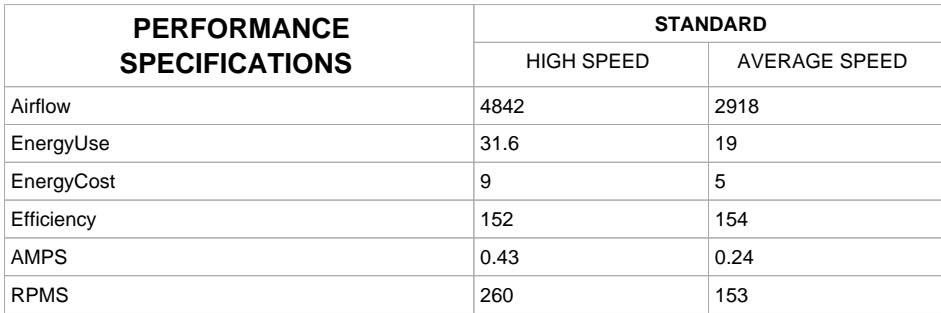 PERFORMANCE
SPECIFICATIONS
STANDARD
HIGH SPEED AVERAGE SPEED
Airflow 4842 2918
EnergyUse 31.6 19
EnergyCost 9 5
Efficiency 152 154
AMPS 0.43 0.24
RPMS 260 153